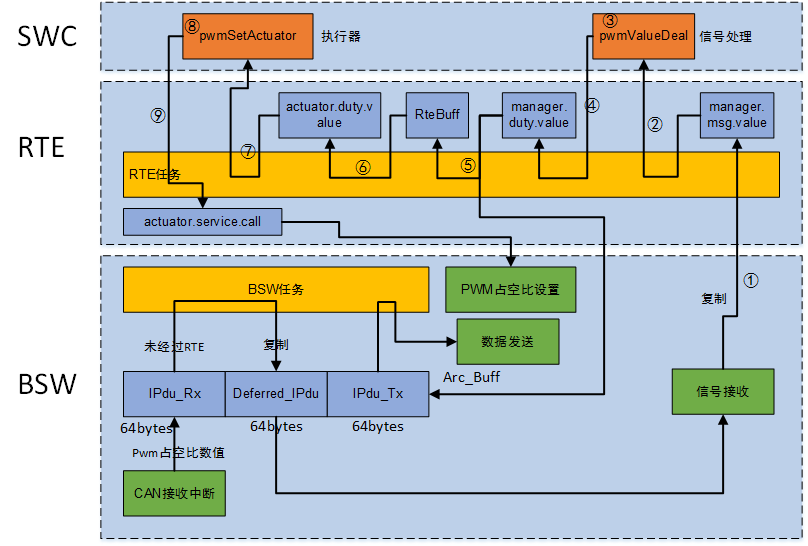 SWC
⑧
pwmSetActuator
执行器
③
pwmValueDeal
信号处理
RTE
⑨
actuator.duty.v
alue
RteBuff
manager.
duty.value
④
②
manager.
msg.value
⑦
⑥
⑤
RTE任务
actuator.service.call
BSW
BSW任务
PWM占空比设置
①
复制
未经过RTE
复制
数据发送
Arc_Buff
IPdu_Rx
Deferred_IPdu
IPdu_Tx
信号接收
64bytes
64bytes
64bytes
Pwm占空比数值
CAN接收中断